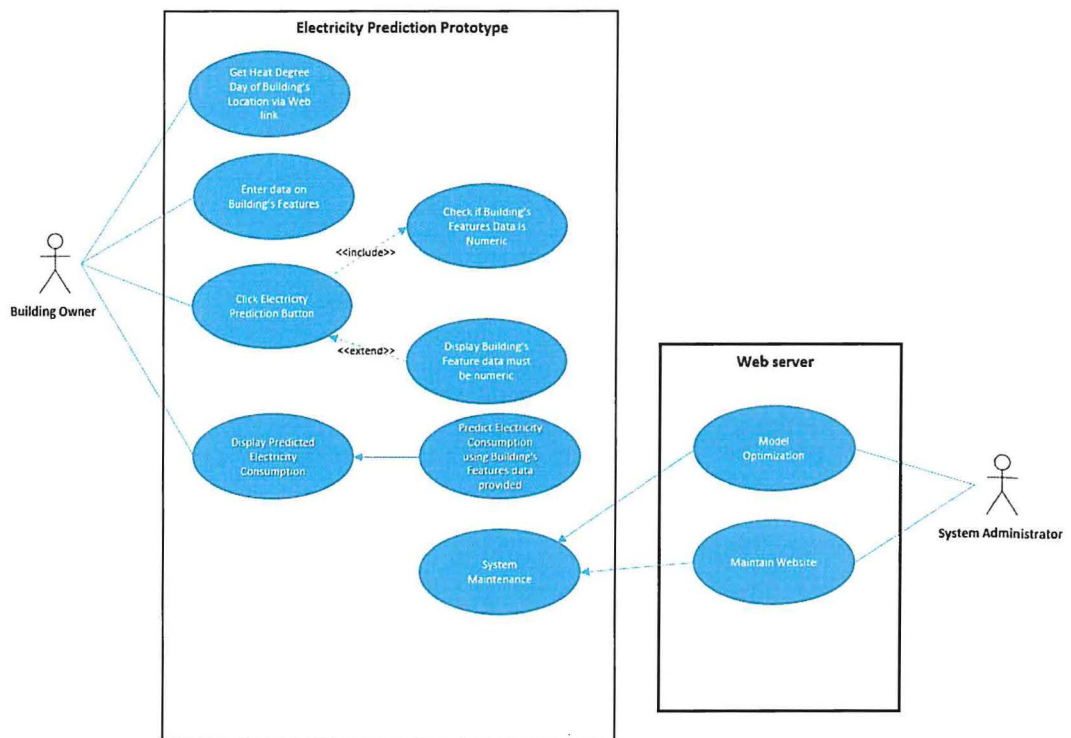 Electricity Prediction Prototype
Get Heat Degree
Day of Building's
Location via Web
link
Enter data on
Building's Features
Check if Building's
Features Data is
Numeric
<<include>>
Building Owner
Click Electricity
Prediction Button
<<extend>>
Display Building's
Feature data must
be numeric
Web server
Display Predicted
Electricity
Consumption
Predict Electricity
Consumption
using Building's
Features data
provided
Model
Optimization
System Administrator
System
Maintenance
Maintain Website